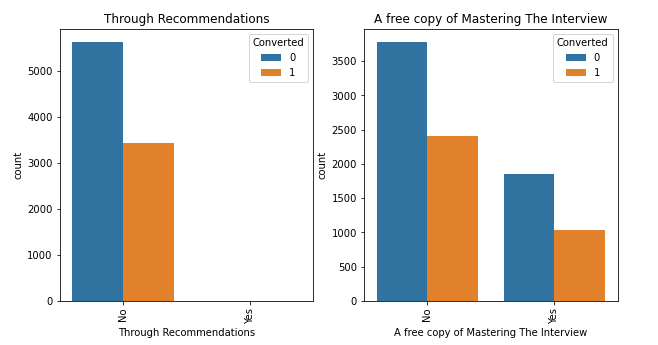 Through Recommendations
Converted
0
1
5000
4000
3000
2000
1000
0
count
No
Yes
Through Recommendations
A free copy of Mastering The Interview
Converted
0
1
3500
3000
2500
2000
1500
1000
500
0
count
No
Yes
A free copy of Mastering The Interview